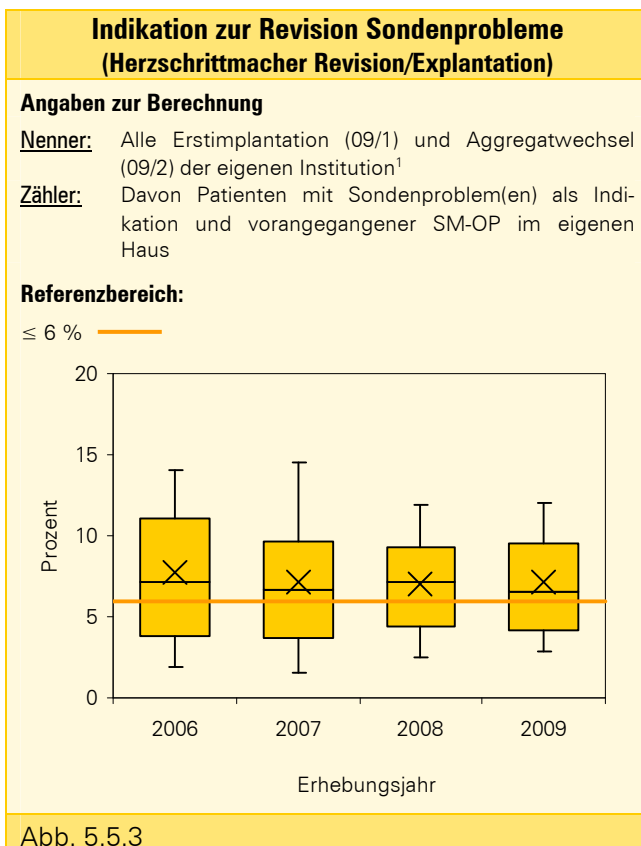 Indikation zur Revision Sondenprobleme
(Herzschrittmacher Revision/Explantation)
Angaben zur Berechnung
Nenner: Alle Erstimplantation (09/1) und Aggregatwechsel
(09/2) der eigenen Institution¹
Zähler: Davon Patienten mit Sondenproblem(en) als Indi-
kation und vorangegangener SM-OP im eigenen
Haus
Referenzbereich:
≤ 6 %
20
15
10
5
0
Prozent
2006 2007 2008 2009
Erhebungsjahr
Abb. 5.5.3